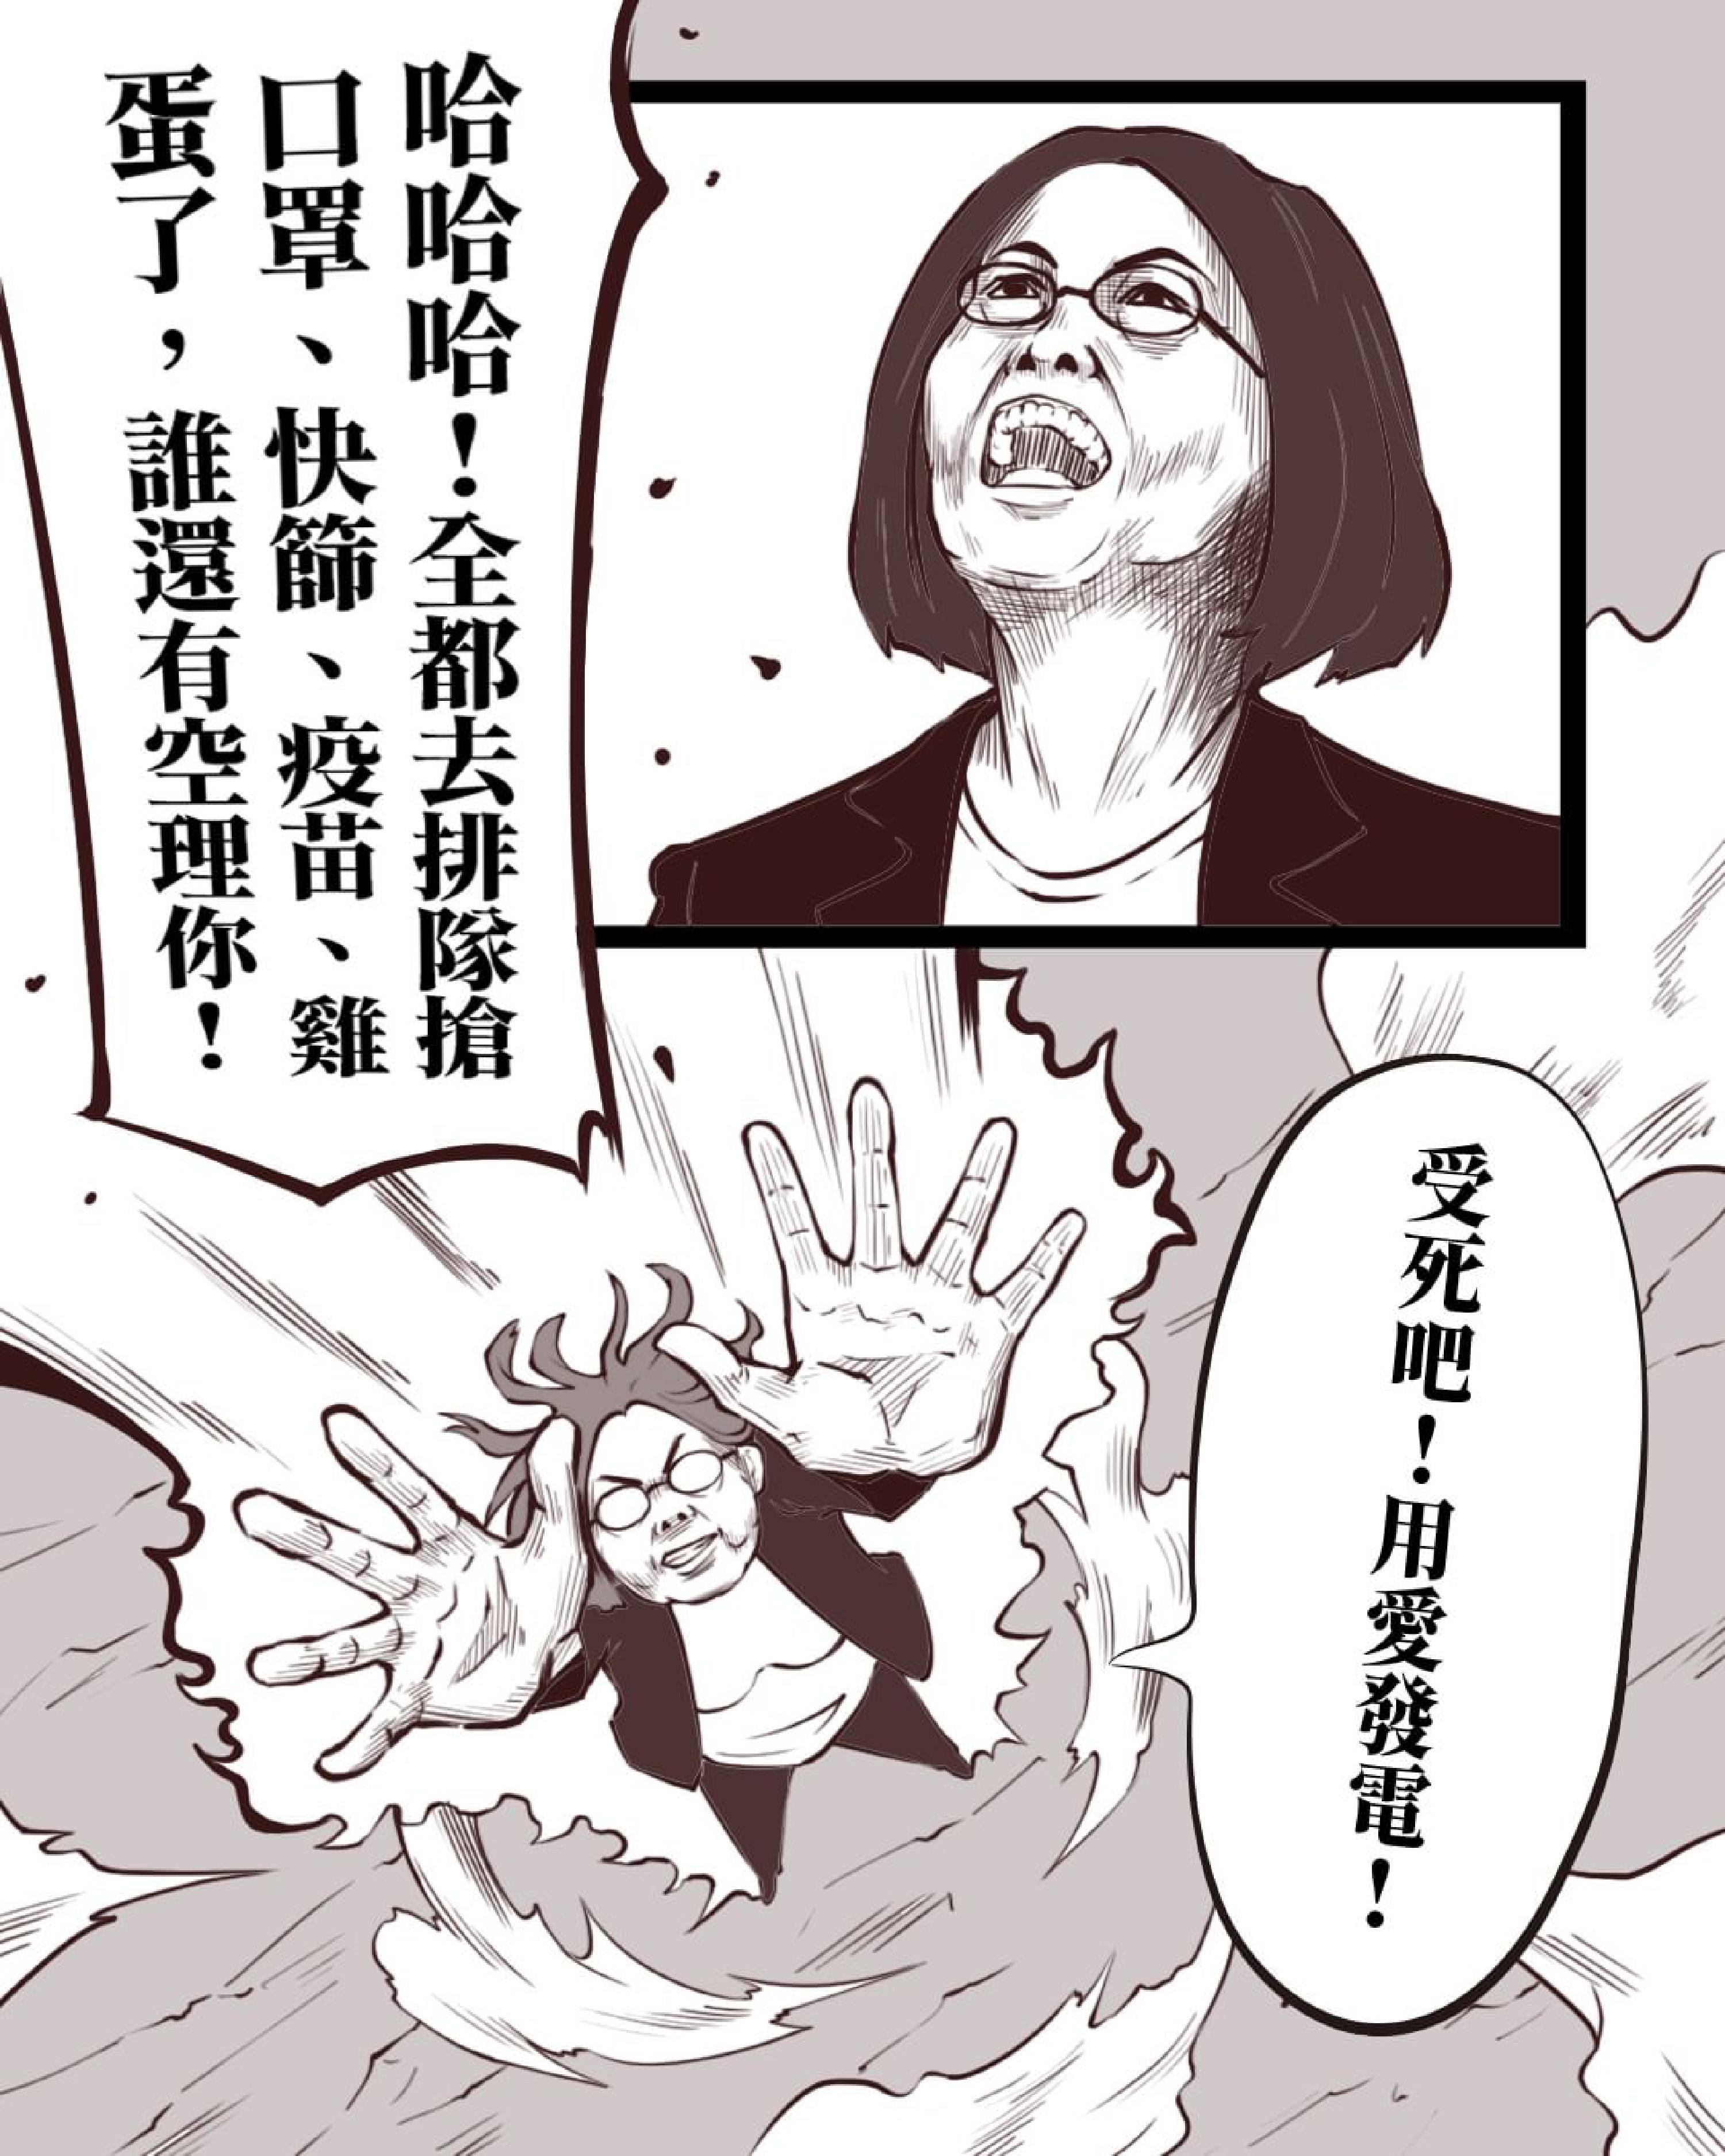 哈哈哈！全都去排隊搶
口罩、快篩、疫苗、雞
蛋了，誰還有空理你！
受死吧！用愛發電！